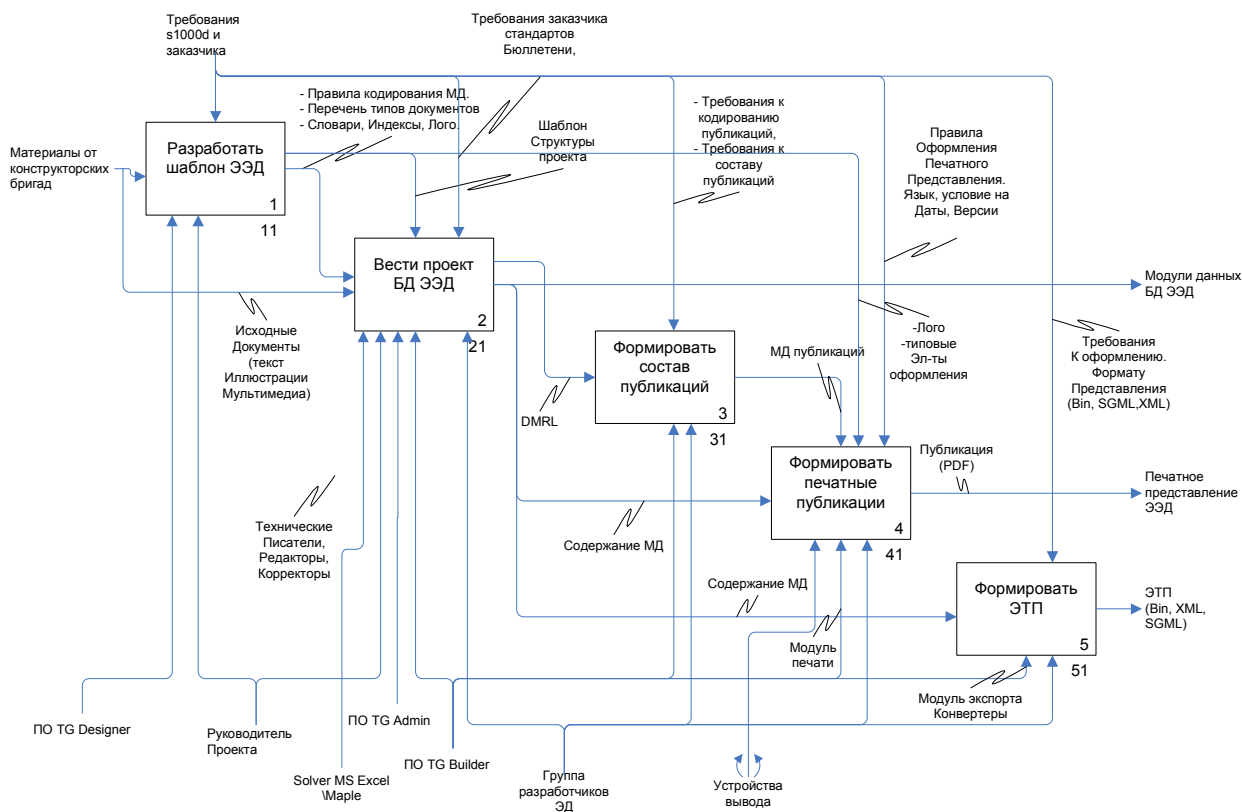 Требования
s1000d и
заказчика
Требования заказчика
стандартов
Бюллетени,
- Правила кодирования МД.
- Перечень типов документов
- Словари, Индексы, Лого.
- Требования к
кодированию
публикаций,
- Требования к
составу
публикаций
Шаблон
Структуры
проекта
Правила
Оформления
Печатного
Представления.
Язык, условие на
Даты, Версии
Материалы от
конструкторских
бригад
Разработать
шаблон ЭЭД
1
11
Вести проект
БД ЭЭД
2
21
Модули данных
БД ЭЭД
Исходные
Документы
(текст
Иллюстрации
Мультимедиа)
Формировать
состав
публикаций
3
31
МД публикаций
-Лого
-типовые
Эл-ты
оформления
Требования
К оформлению.
Формату
Представления
(Bin, SGML,XML)
DMRL
Формировать
печатные
публикации
4
41
Публикация
(PDF)
Печатное
представление
ЭЭД
Технические
Писатели,
Редакторы,
Корректоры
Содержание МД
Содержание МД
Формировать
ЭТП
5
51
ЭТП
(Bin, XML,
SGML)
Модуль
печати
Модуль экспорта
Конвертеры
ПО TG Designer
Руководитель
Проекта
ПО TG Admin
Solver MS Excel
\Maple
ПО TG Builder
Группа
разработчиков
ЭД
Устройства
вывода